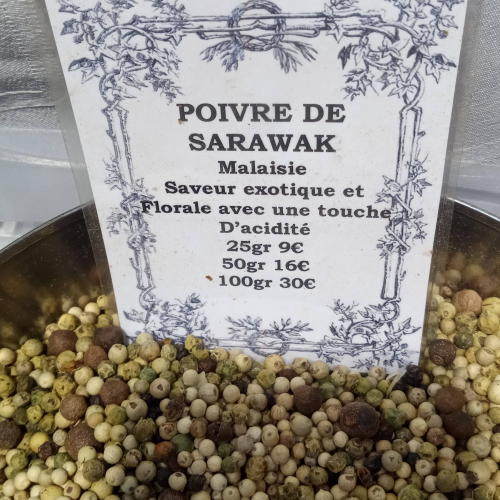 POIVRE DE
SARAWAK
Malaisie
Saveur exotique et
Florale avec une touche
D'acidité
25gr 9€
50gr 16€
100gr 30€